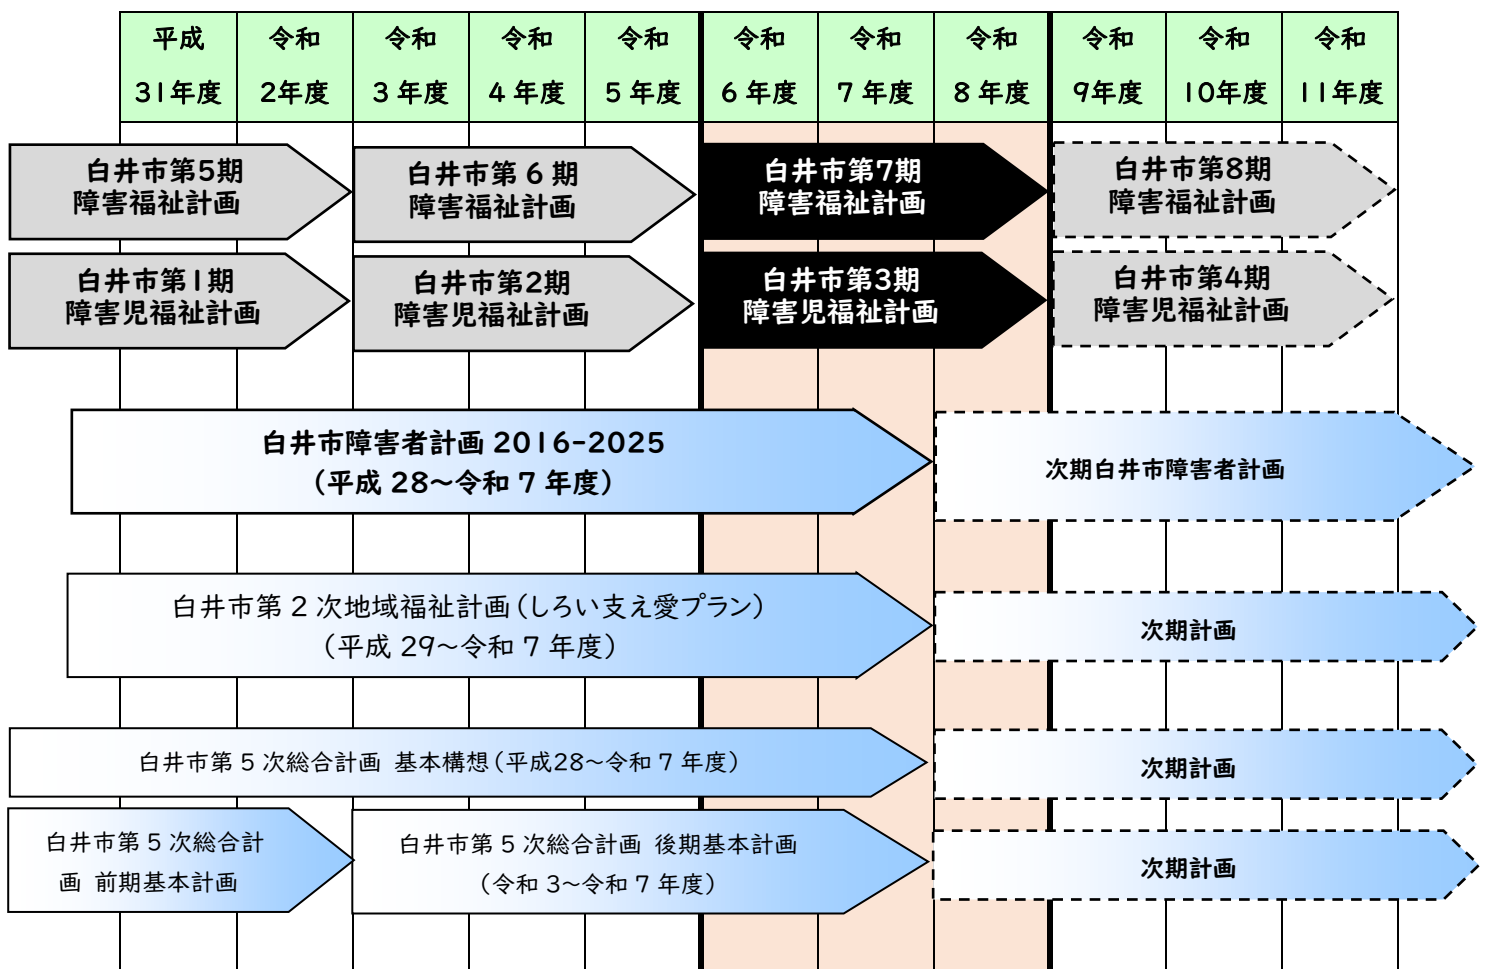 平成 令和 令和 令和 令和 令和 令和 令和 令和 令和 令和
31年度 2年度 3年度 4年度 5年度 6年度 7年度 8年度 9年度 10年度 11年度
白井市第5期
障害福祉計画
白井市第6期
障害福祉計画
白井市第7期
障害福祉計画
白井市第8期
障害福祉計画
白井市第1期
障害児福祉計画
白井市第2期
障害児福祉計画
白井市第3期
障害児福祉計画
白井市第4期
障害児福祉計画
白井市障害者計画 2016-2025
（平成 28～令和 7 年度）
次期白井市障害者計画
白井市第 2 次地域福祉計画（しろい支え愛プラン）
（平成 29～令和 7 年度）
次期計画
白井市第 5 次総合計画 基本構想（平成28～令和 7 年度）
次期計画
白井市第 5 次総合計
画 前期基本計画
白井市第 5 次総合計画 後期基本計画
（令和 3～令和 7 年度）
次期計画